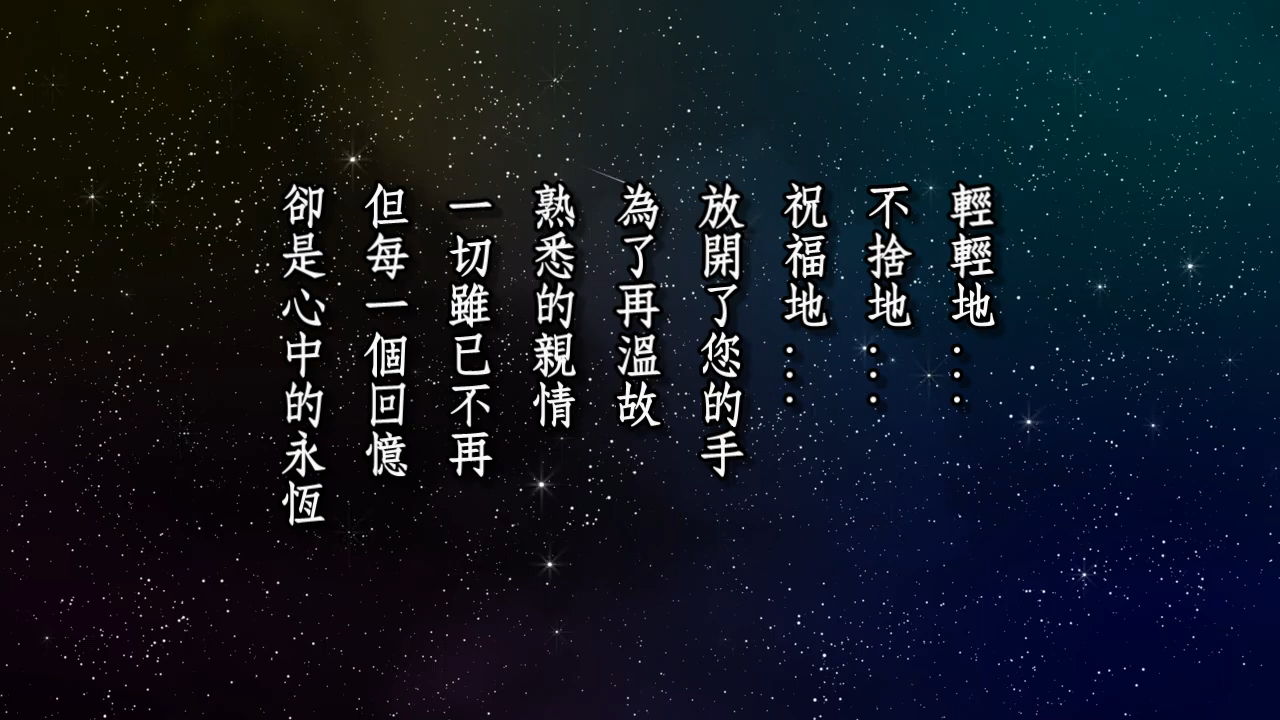 輕輕地…
不捨地…
祝福地…
放開了您的手
為了再溫故
熟悉的親情
一切雖已不再
但每一個回憶
卻是心中的永恆